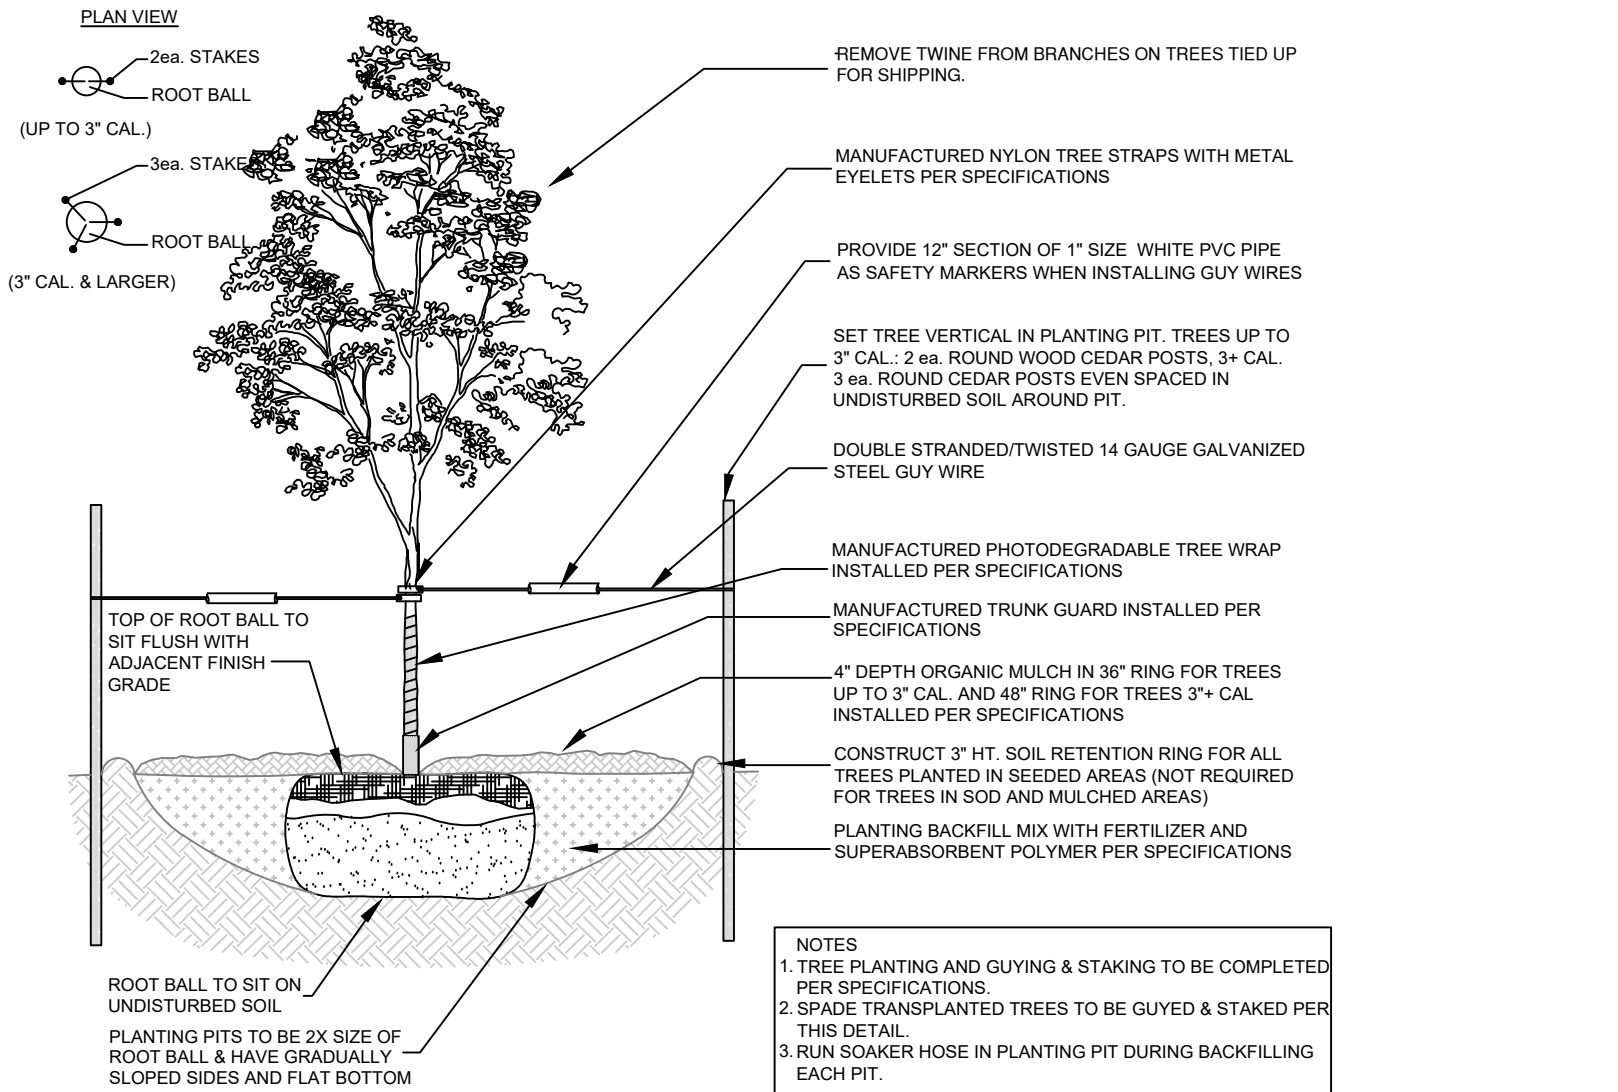 PLAN VIEW
2ea. STAKES
ROOT BALL
(UP TO 3" CAL.)
3ea. STAKES
ROOT BALL
(3" CAL. & LARGER)
REMOVE TWINE FROM BRANCHES ON TREES TIED UP
FOR SHIPPING.
MANUFACTURED NYLON TREE STRAPS WITH METAL
EYELETS PER SPECIFICATIONS
PROVIDE 12" SECTION OF 1" SIZE WHITE PVC PIPE
AS SAFETY MARKERS WHEN INSTALLING GUY WIRES
SET TREE VERTICAL IN PLANTING PIT. TREES UP TO
3" CAL.: 2 ea. ROUND WOOD CEDAR POSTS, 3+ CAL.
3 ea. ROUND CEDAR POSTS EVEN SPACED IN
UNDISTURBED SOIL AROUND PIT.
DOUBLE STRANDED/TWISTED 14 GAUGE GALVANIZED
STEEL GUY WIRE
MANUFACTURED PHOTODEGRADABLE TREE WRAP
INSTALLED PER SPECIFICATIONS
MANUFACTURED TRUNK GUARD INSTALLED PER
SPECIFICATIONS
4" DEPTH ORGANIC MULCH IN 36" RING FOR TREES
UP TO 3" CAL. AND 48" RING FOR TREES 3"+ CAL
INSTALLED PER SPECIFICATIONS
CONSTRUCT 3" HT. SOIL RETENTION RING FOR ALL
TREES PLANTED IN SEEDED AREAS (NOT REQUIRED
FOR TREES IN SOD AND MULCHED AREAS)
PLANTING BACKFILL MIX WITH FERTILIZER AND
SUPERABSORBENT POLYMER PER SPECIFICATIONS
TOP OF ROOT BALL TO
SIT FLUSH WITH
ADJACENT FINISH
GRADE
ROOT BALL TO SIT ON
UNDISTURBED SOIL
PLANTING PITS TO BE 2X SIZE OF
ROOT BALL & HAVE GRADUALLY
SLOPED SIDES AND FLAT BOTTOM
NOTES
1. TREE PLANTING AND GUYING & STAKING TO BE COMPLETED
PER SPECIFICATIONS.
2. SPADE TRANSPLANTED TREES TO BE GUYED & STAKED PER
THIS DETAIL.
3. RUN SOAKER HOSE IN PLANTING PIT DURING BACKFILLING
EACH PIT.